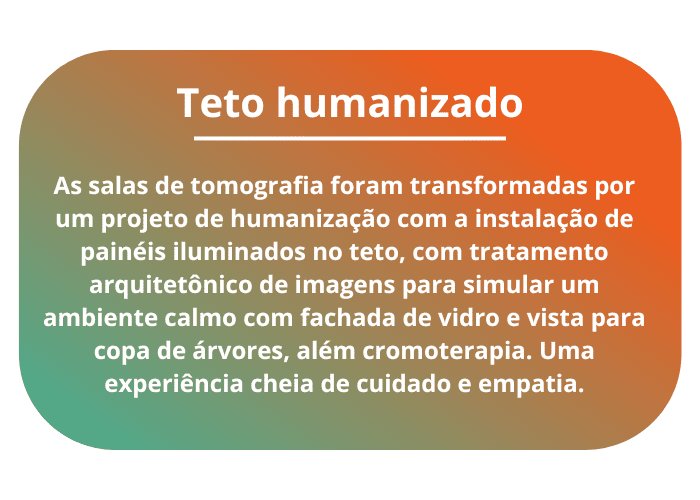 Teto humanizado
As salas de tomografia foram transformadas por
um projeto de humanização com a instalação de
painéis iluminados no teto, com tratamento
arquitetônico de imagens para simular um
ambiente calmo com fachada de vidro e vista para
copa de árvores, além cromoterapia. Uma
experiência cheia de cuidado e empatia.